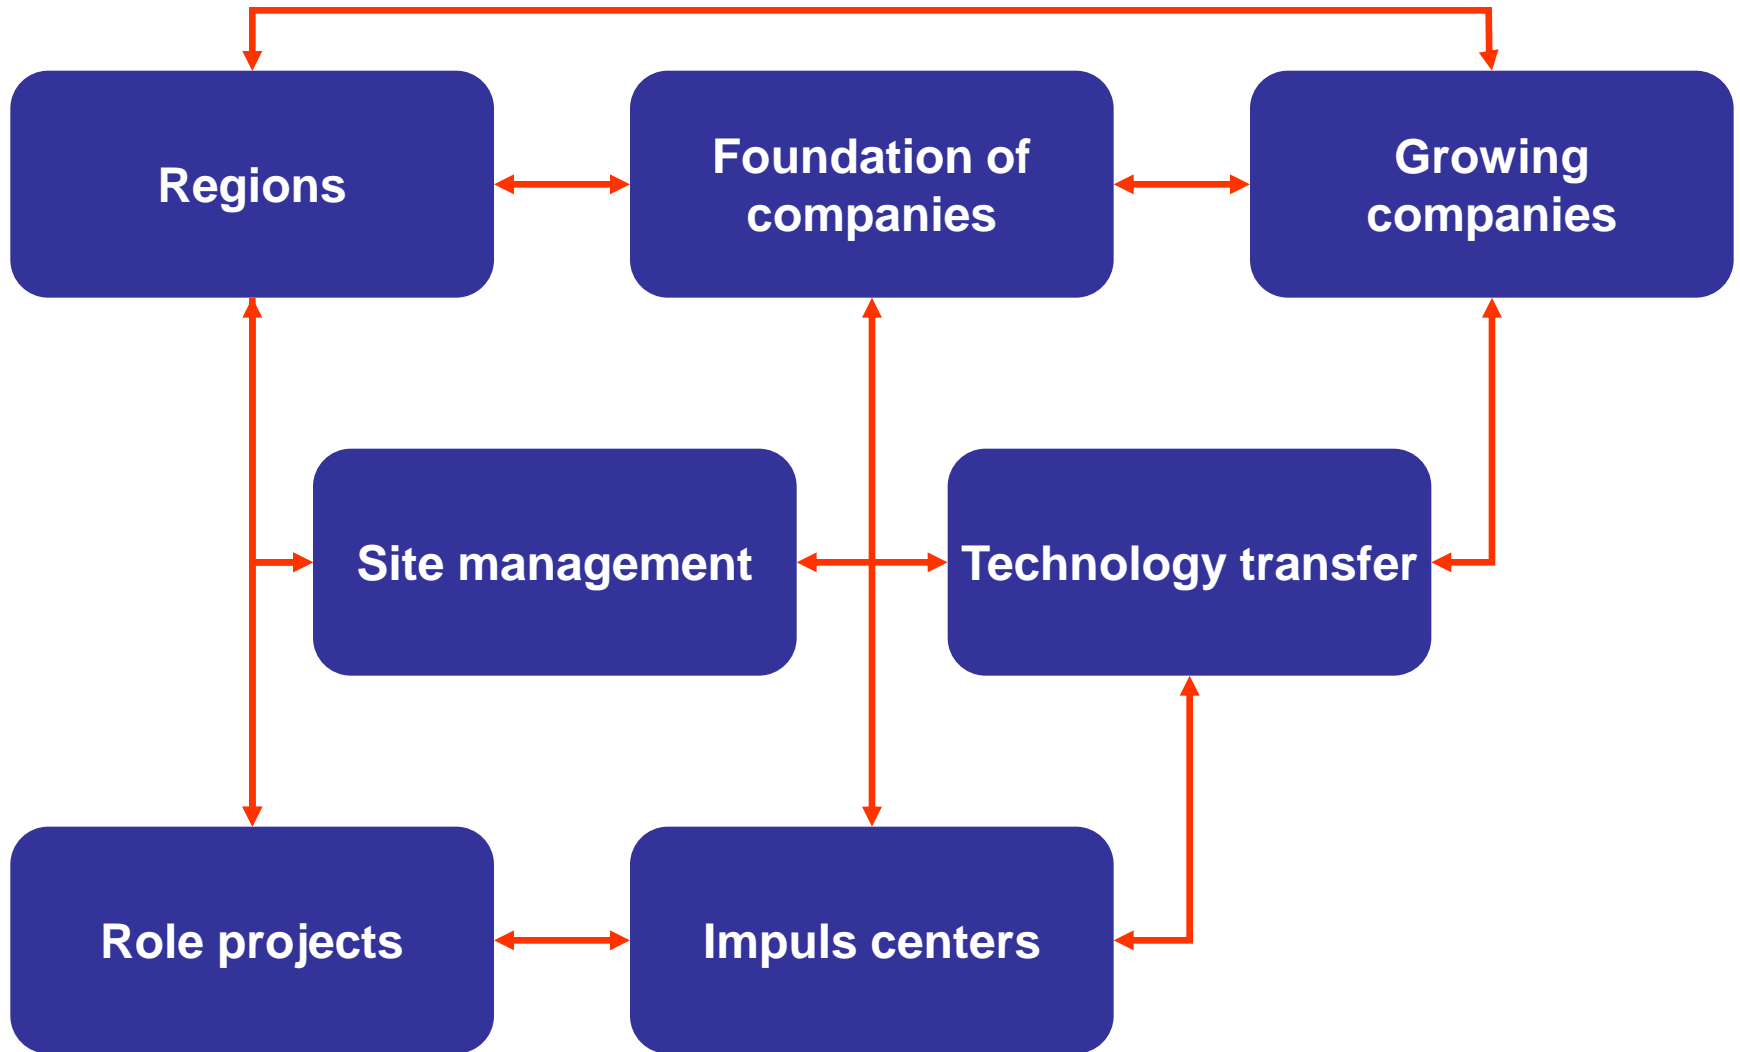 Regions
Foundation of
companies
Growing
companies
Site management
Technology transfer
Role projects
Impuls centers